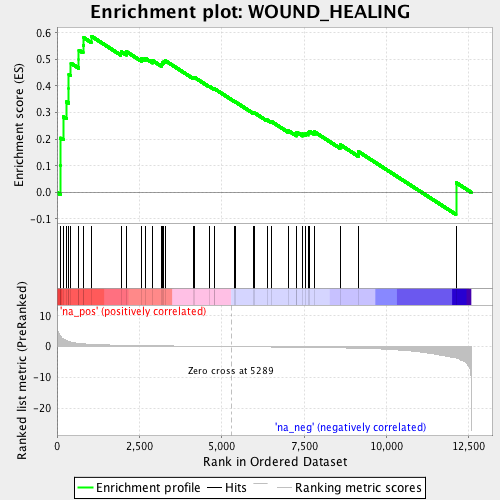 Enrichment plot: WOUND_HEALING
Enrichment score (ES)
0.6
0.5
0.4
0.3
0.2
0.1
0.0
-0.1
'na_pos' (positively correlated)
Ranked list metric (PreRanked)
10
5
0
-5
-10
-20
Zero cross at 5289
'na_neg' (negatively correlated)
0
2,500
5,000
7,500
10,000
12,500
Rank in Ordered Dataset
Enrichment profile
Hits
Ranking metric scores